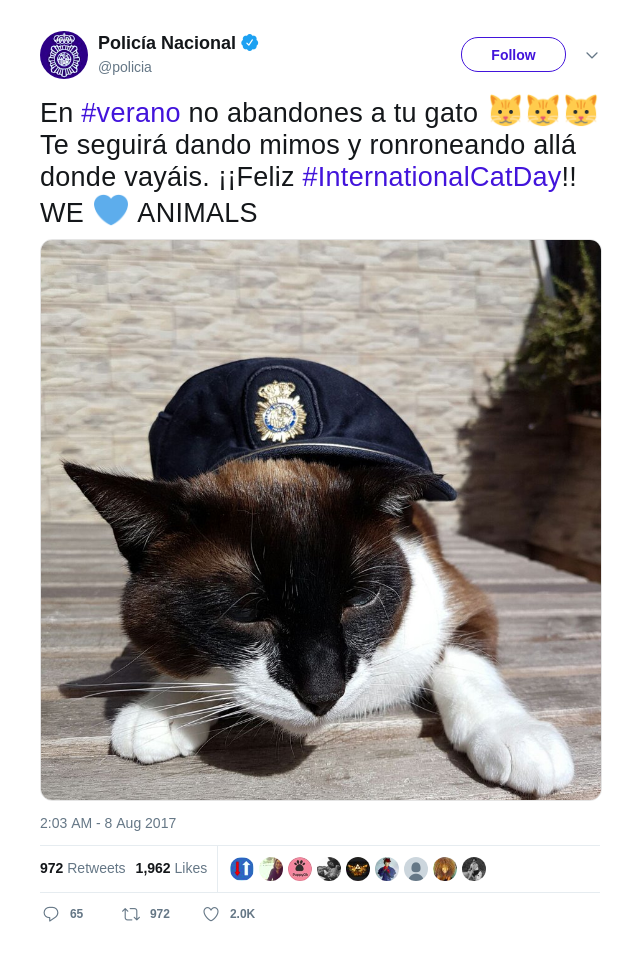 Policía Nacional
@policia
Follow
En #verano no abandones a tu gato 🐱🐱🐱
Te seguirá dando mimos y ronroneando allá
donde vayáis. ¡¡Feliz #InternationalCatDay!!
WE 💙 ANIMALS
2:03 AM - 8 Aug 2017
972 Retweets 1,962 Likes
65 972 2.0K